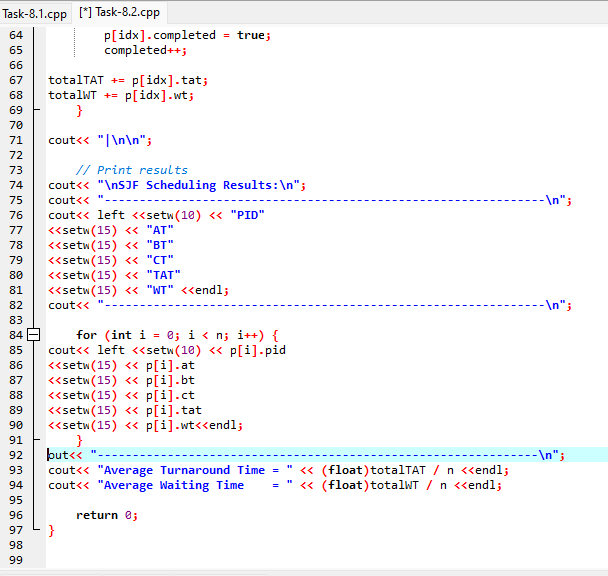 Task-8.1.cpp [*] Task-8.2.cpp
64 p[idx].completed = true;
65 completed++;
66
67 totalTAT += p[idx].tat;
68 totalWT += p[idx].wt;
69 }
70
71 cout<< "|\n\n";
72
73 // Print results
74 cout<< "\nSJF Scheduling Results:\n";
75 cout<< "--------------------------------------------------------------\n";
76 cout<< left <<setw(10) << "PID"
77 <<setw(15) << "AT"
78 <<setw(15) << "BT"
79 <<setw(15) << "CT"
80 <<setw(15) << "TAT"
81 <<setw(15) << "WT" <<endl;
82 cout<< "--------------------------------------------------------------\n";
83
84 for (int i = 0; i < n; i++) {
85 cout<< left <<setw(10) << p[i].pid
86 <<setw(15) << p[i].at
87 <<setw(15) << p[i].bt
88 <<setw(15) << p[i].ct
89 <<setw(15) << p[i].tat
90 <<setw(15) << p[i].wt<<endl;
91 }
92 out<< "--------------------------------------------------------------\n";
93 cout<< "Average Turnaround Time = " << (float)totalTAT / n <<endl;
94 cout<< "Average Waiting Time    = " << (float)totalWT / n <<endl;
95
96 return 0;
97 }
98
99